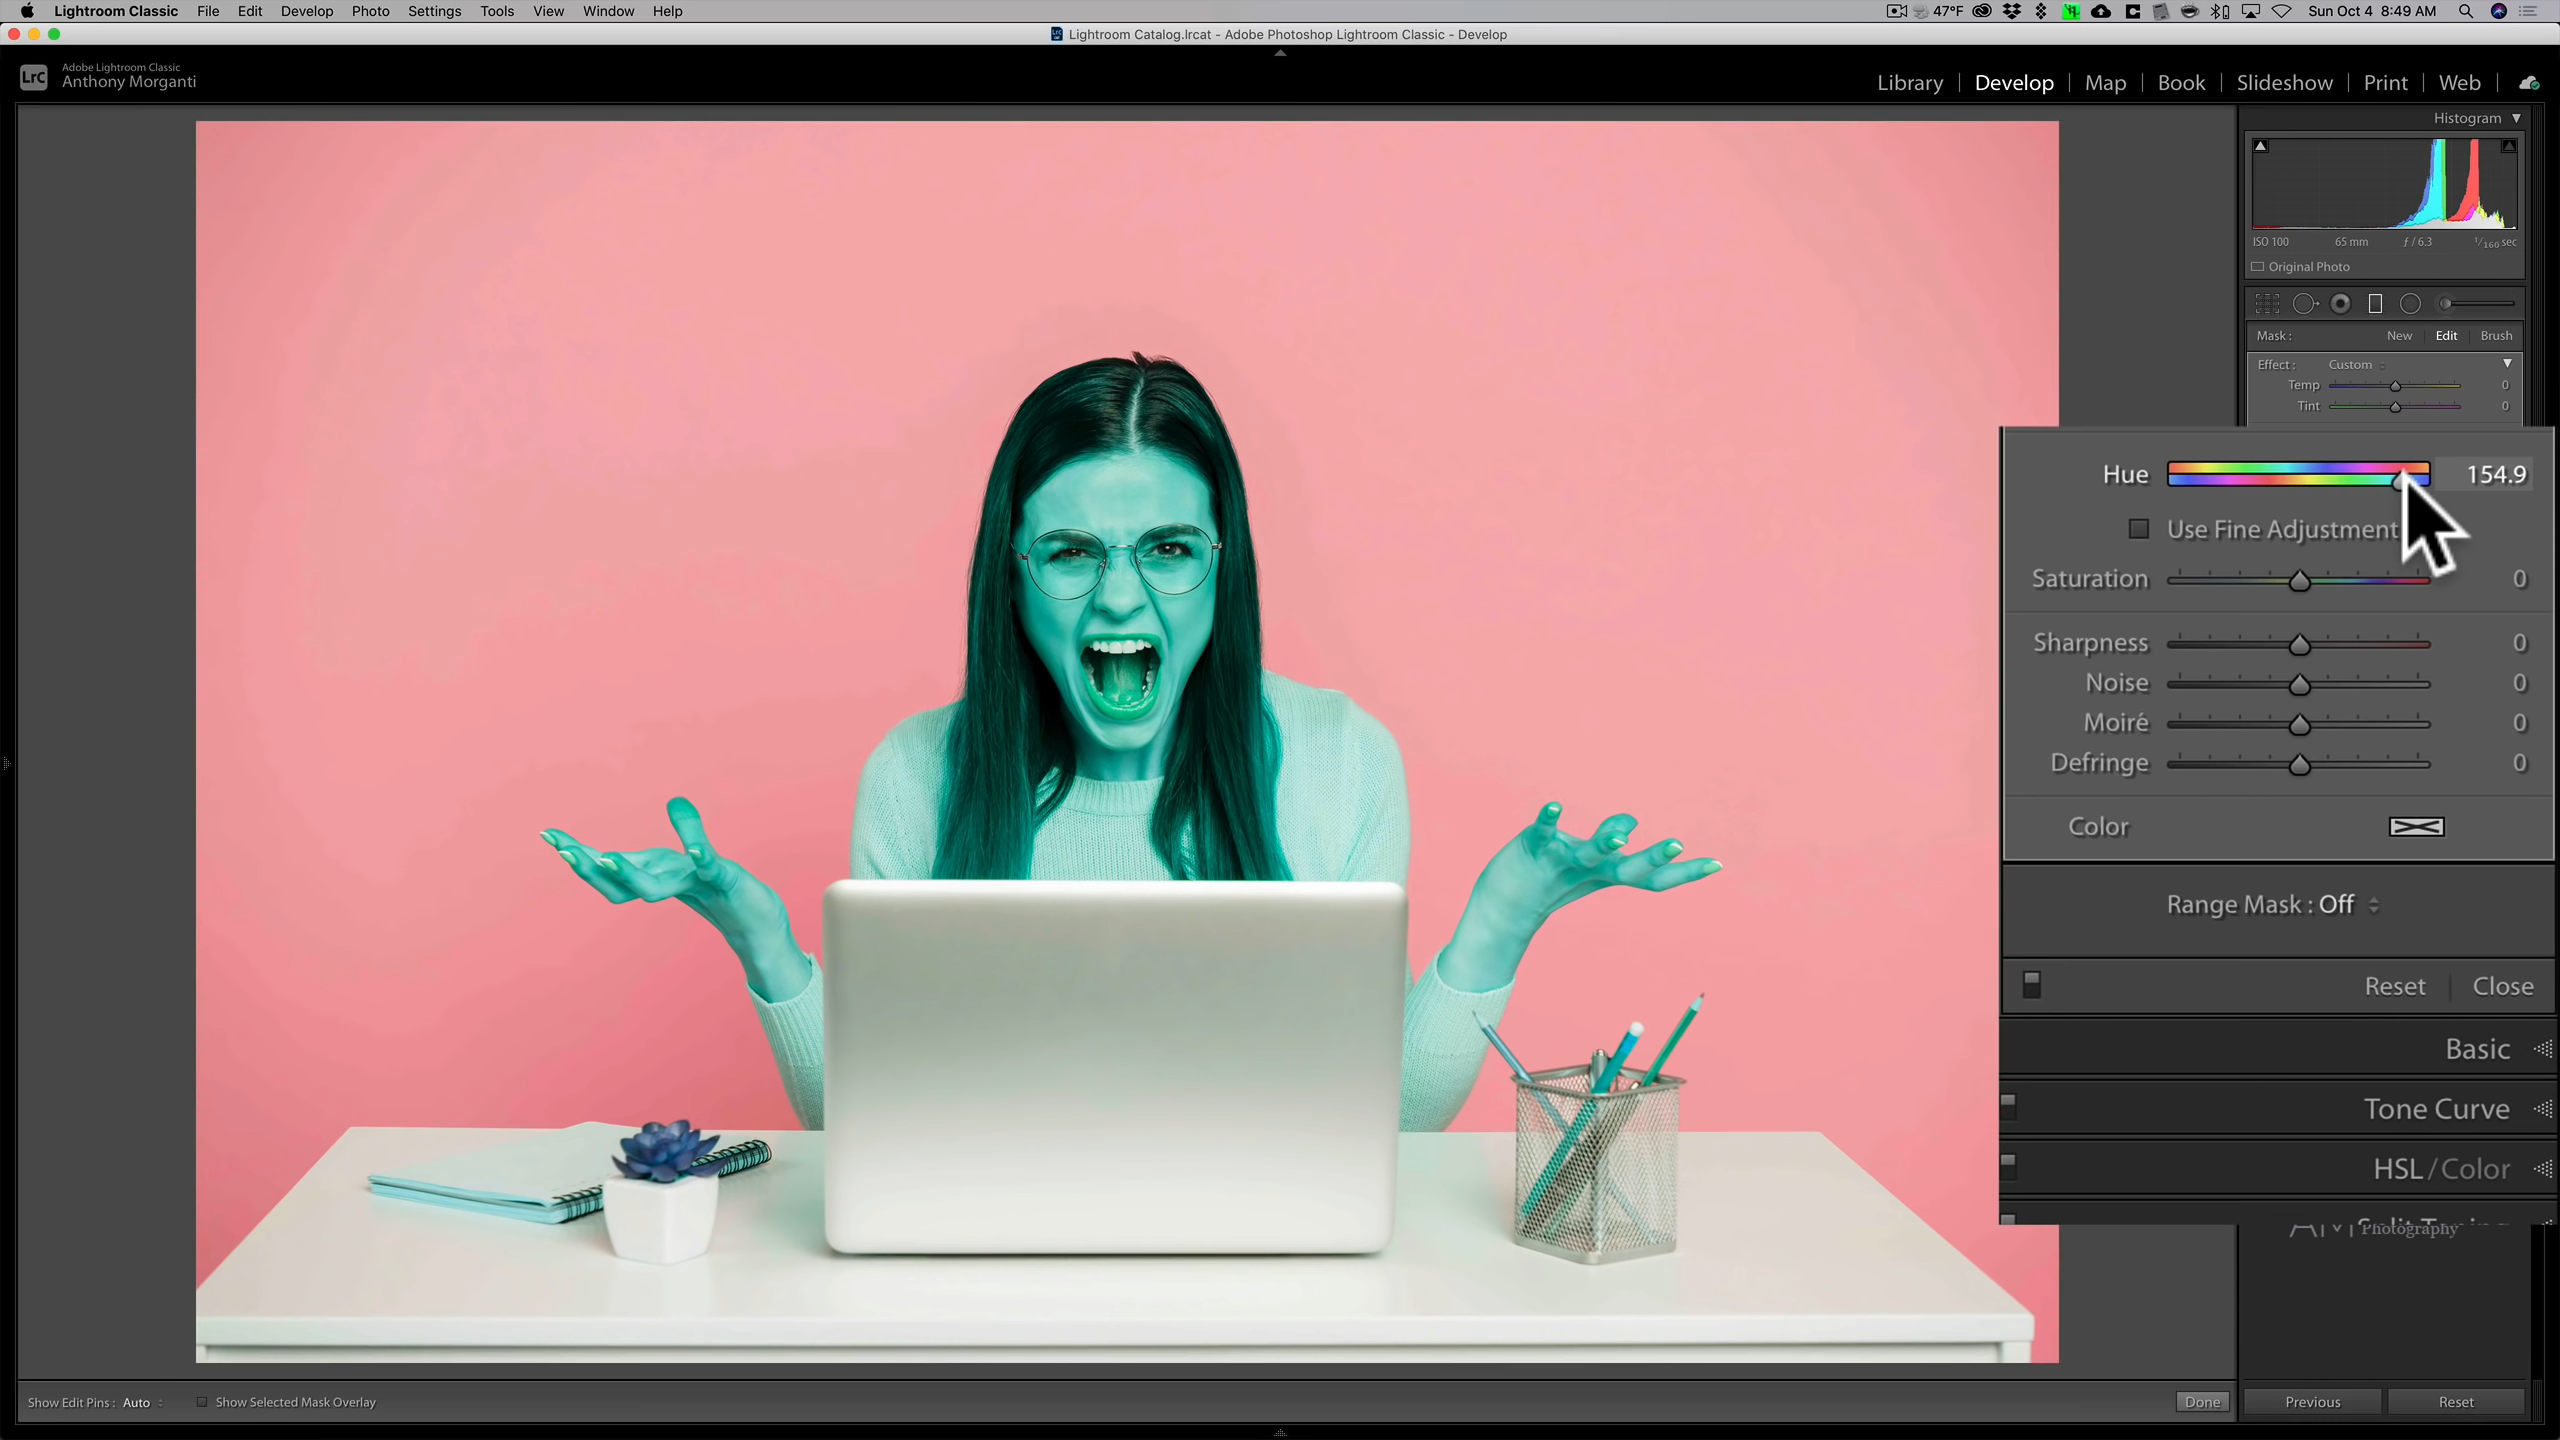 Lightroom Classic File Edit Develop Photo Settings Tools View Window Help 47°F Sun Oct 4 8:49 AM
Lightroom Catalog.lrcat - Adobe Photoshop Lightroom Classic - Develop
LrC
Adobe Lightroom Classic
Anthony Morganti
Library | Develop | Map | Book | Slideshow | Print | Web |
Histogram
ISO 100 65 mm ƒ / 6.3 1/160 sec
Original Photo
Mask : New Edit Brush
Effect : Custom
Temp 0
Tint 0
Hue 154.9
Use Fine Adjustment
Saturation 0
Sharpness 0
Noise 0
Moiré 0
Defringe 0
Color
Range Mask : Off
Reset Close
Basic
Tone Curve
HSL / Color
Photography
Show Edit Pins : Auto Show Selected Mask Overlay Done Previous Reset